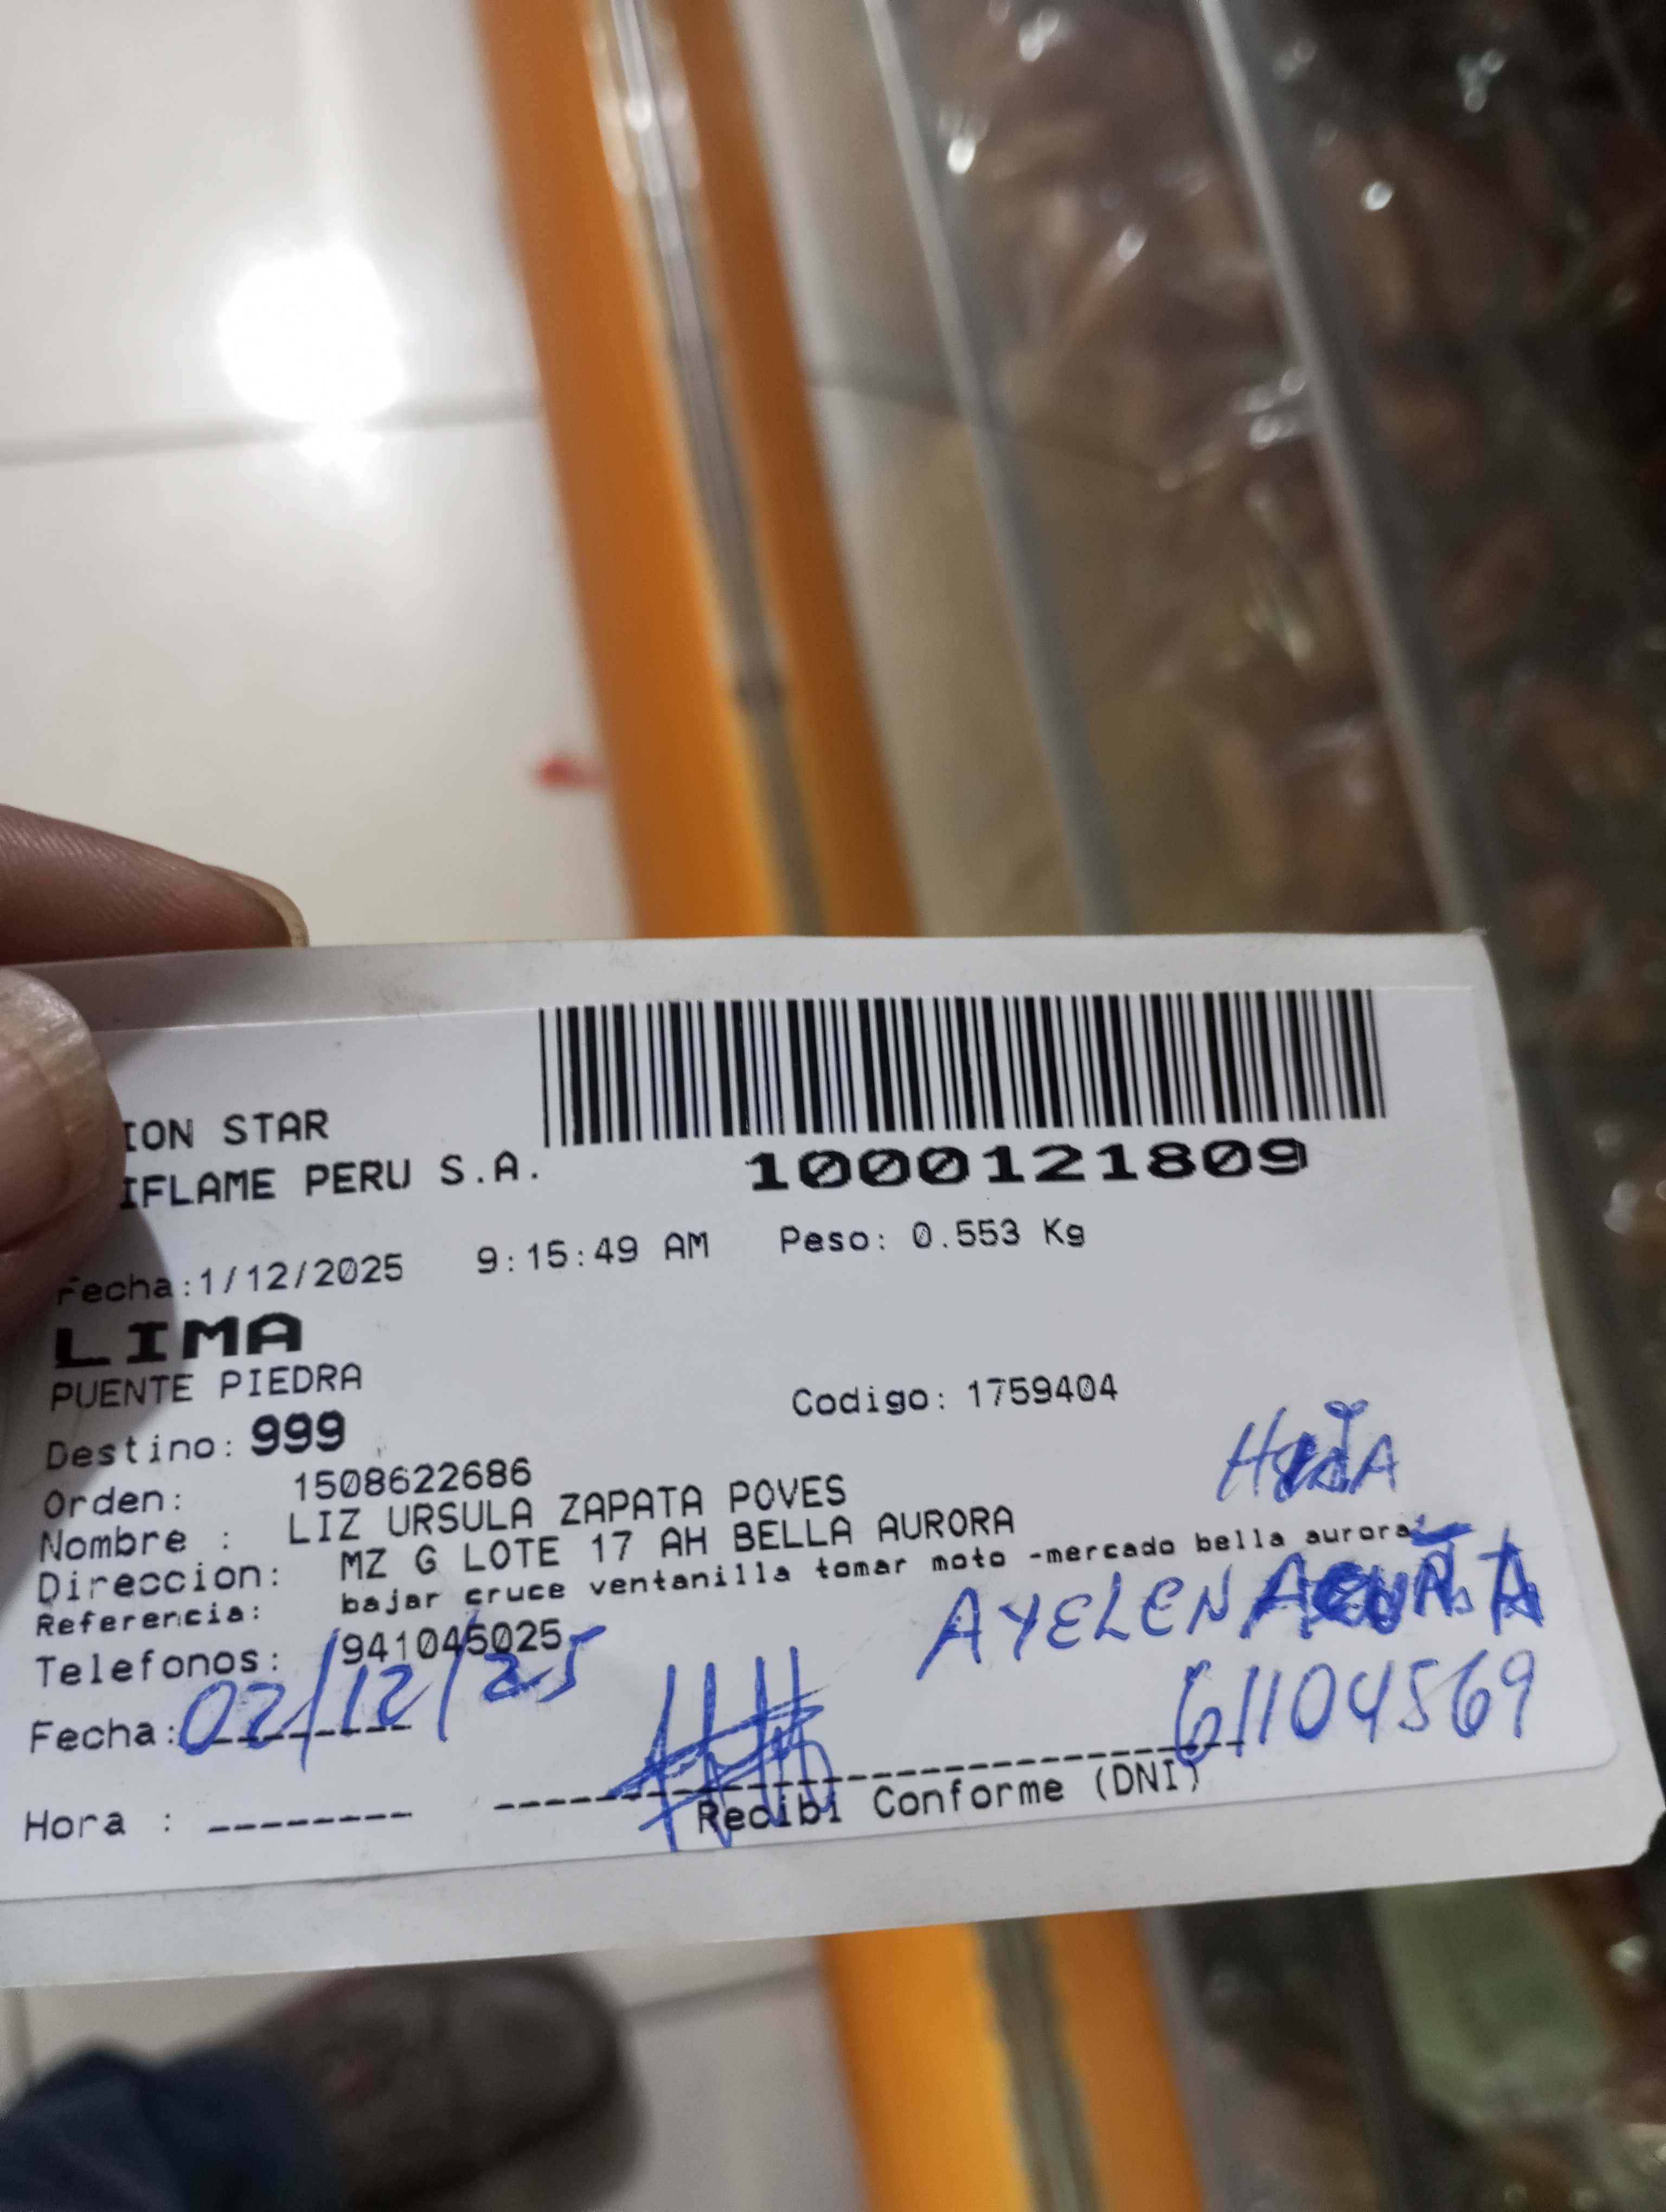 ION STAR
IFLAME PERU S.A.
1000121809
Fecha:1/12/2025 9:15:49 AM Peso: 0.553 Kg
LIMA
PUENTE PIEDRA
Destino: 999 Codigo: 1759404
Orden: 1508622686
Nombre : LIZ URSULA ZAPATA POVES
HIJA
Direccion: MZ G LOTE 17 AH BELLA AURORA
Referencia: bajar cruce ventanilla tomar moto -mercado bella aurora
Telefonos: /941045025
AYELEN ACUÑA
Fecha: 02/12/25
61104569
Hora : --------
Recibi Conforme (DNI)